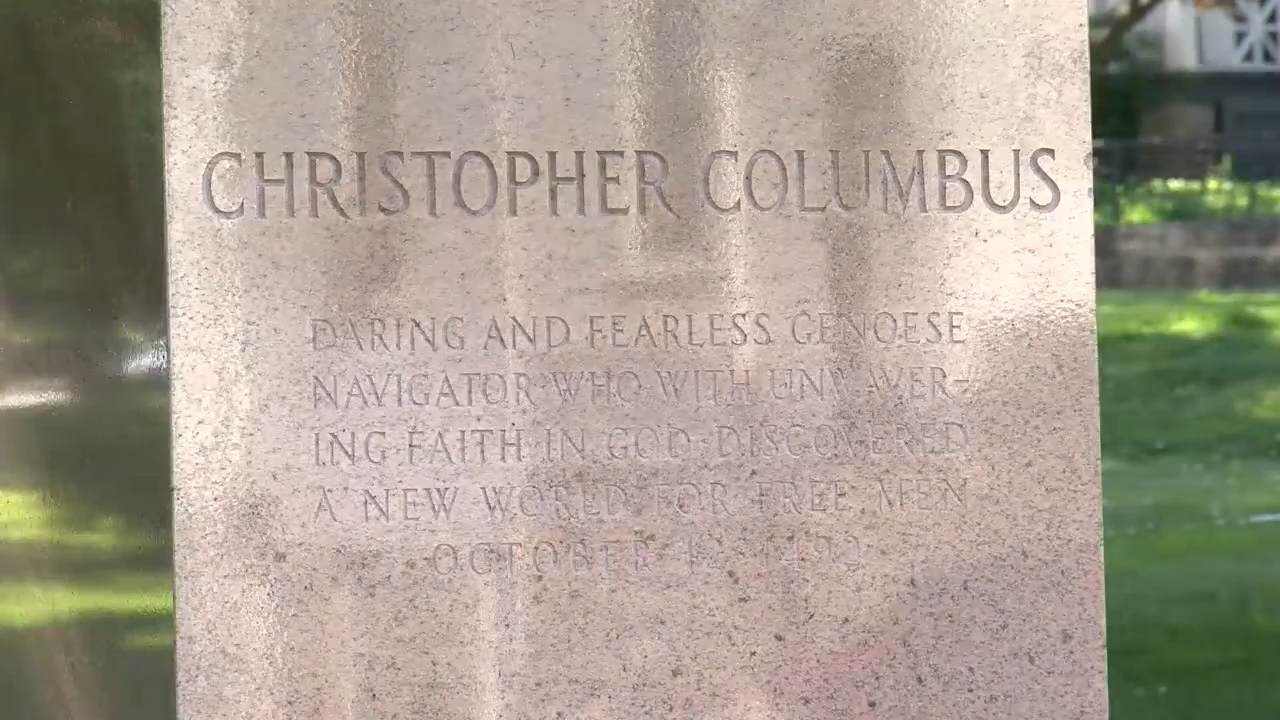 CHRISTOPHER COLUMBUS
DARING AND FEARLESS GENOESE
NAVIGATOR WHO WITH UNWAVER-
ING FAITH IN GOD DISCOVERED
A NEW WORLD FOR FREE MEN
OCTOBER 12 1492